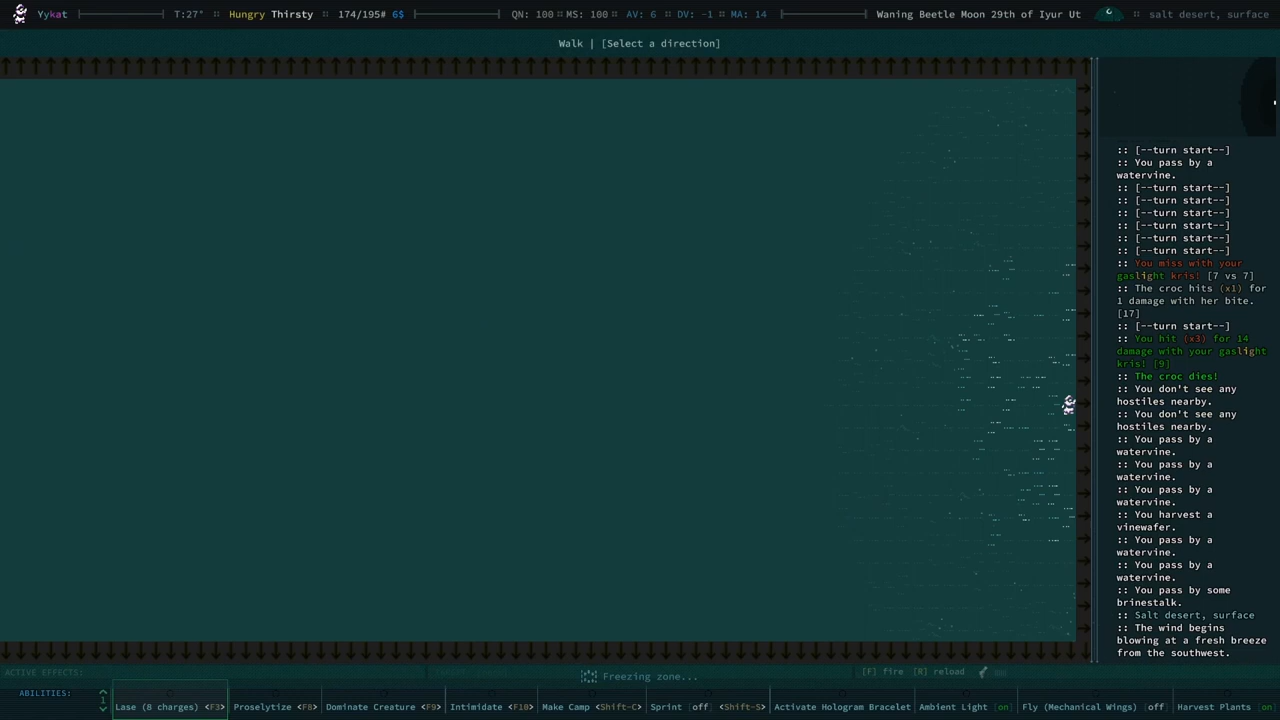 Yykat T:27° :: Hungry Thirsty :: 174/195# 6$ QN: 100 :: MS: 100 :: AV: 6 :: DV: -1 :: MA: 14 Waning Beetle Moon 29th of Iyur Ut :: salt desert, surface
Walk | [Select a direction]
:: [--turn start--]
:: You pass by a
watervine.
:: [--turn start--]
:: [--turn start--]
:: [--turn start--]
:: [--turn start--]
:: [--turn start--]
:: [--turn start--]
:: You miss with your
gaslight kris! [7 vs 7]
:: The croc hits (x1) for
1 damage with her bite.
[17]
:: [--turn start--]
:: You hit (x3) for 14
damage with your gaslight
kris! [9]
:: The croc dies!
:: You don't see any
hostiles nearby.
:: You don't see any
hostiles nearby.
:: You pass by a
watervine.
:: You pass by a
watervine.
:: You pass by a
watervine.
:: You harvest a
vinewafer.
:: You pass by a
watervine.
:: You pass by a
watervine.
:: You pass by some
brinestalk.
:: Salt desert, surface
:: The wind begins
blowing at a fresh breeze
from the southwest.
ACTIVE EFFECTS: Freezing zone... [F] fire [R] reload
ABILITIES: 1
Lase (8 charges) <F3> Proselytize <F8> Dominate Creature <F9> Intimidate <F10> Make Camp <Shift-C> Sprint [off] <Shift-S> Activate Hologram Bracelet Ambient Light [on] Fly (Mechanical Wings) [off] Harvest Plants [on]